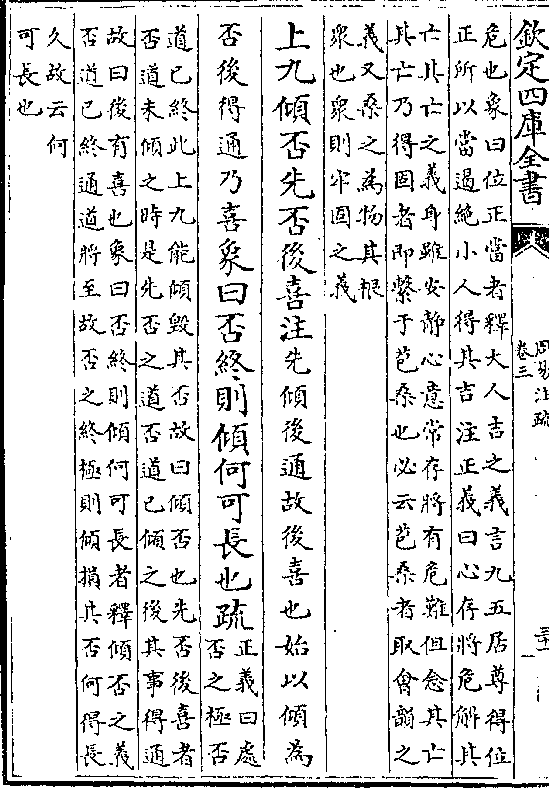 欽定四庫全書
周易注疏
卷三
危也象曰位正當者釋大人吉之義言九五居尊得位
正所以當遏絶小人得其吉注正義曰心存將危解其
亡其亡之義身雖安靜心意常存將有危難但念其亡
其亡乃得固者即繫于苞桑也必云苞桑者取會韻之
義又桑之為物其根
衆也衆則牢固之義
上九傾否先否後喜注先傾後通故後喜也始以傾為
否後得通乃喜象曰否終則傾何可長也疏
正義曰處
否之極否
道已終此上九能傾毀其否故曰傾否也先否後喜者
否道未傾之時是先否之道否道已傾之後其事得通
故曰後有喜也象曰否終則傾何可長者釋傾否之義
否道已終通道將至故否之終極則傾損其否何得長
久故云何
可長也